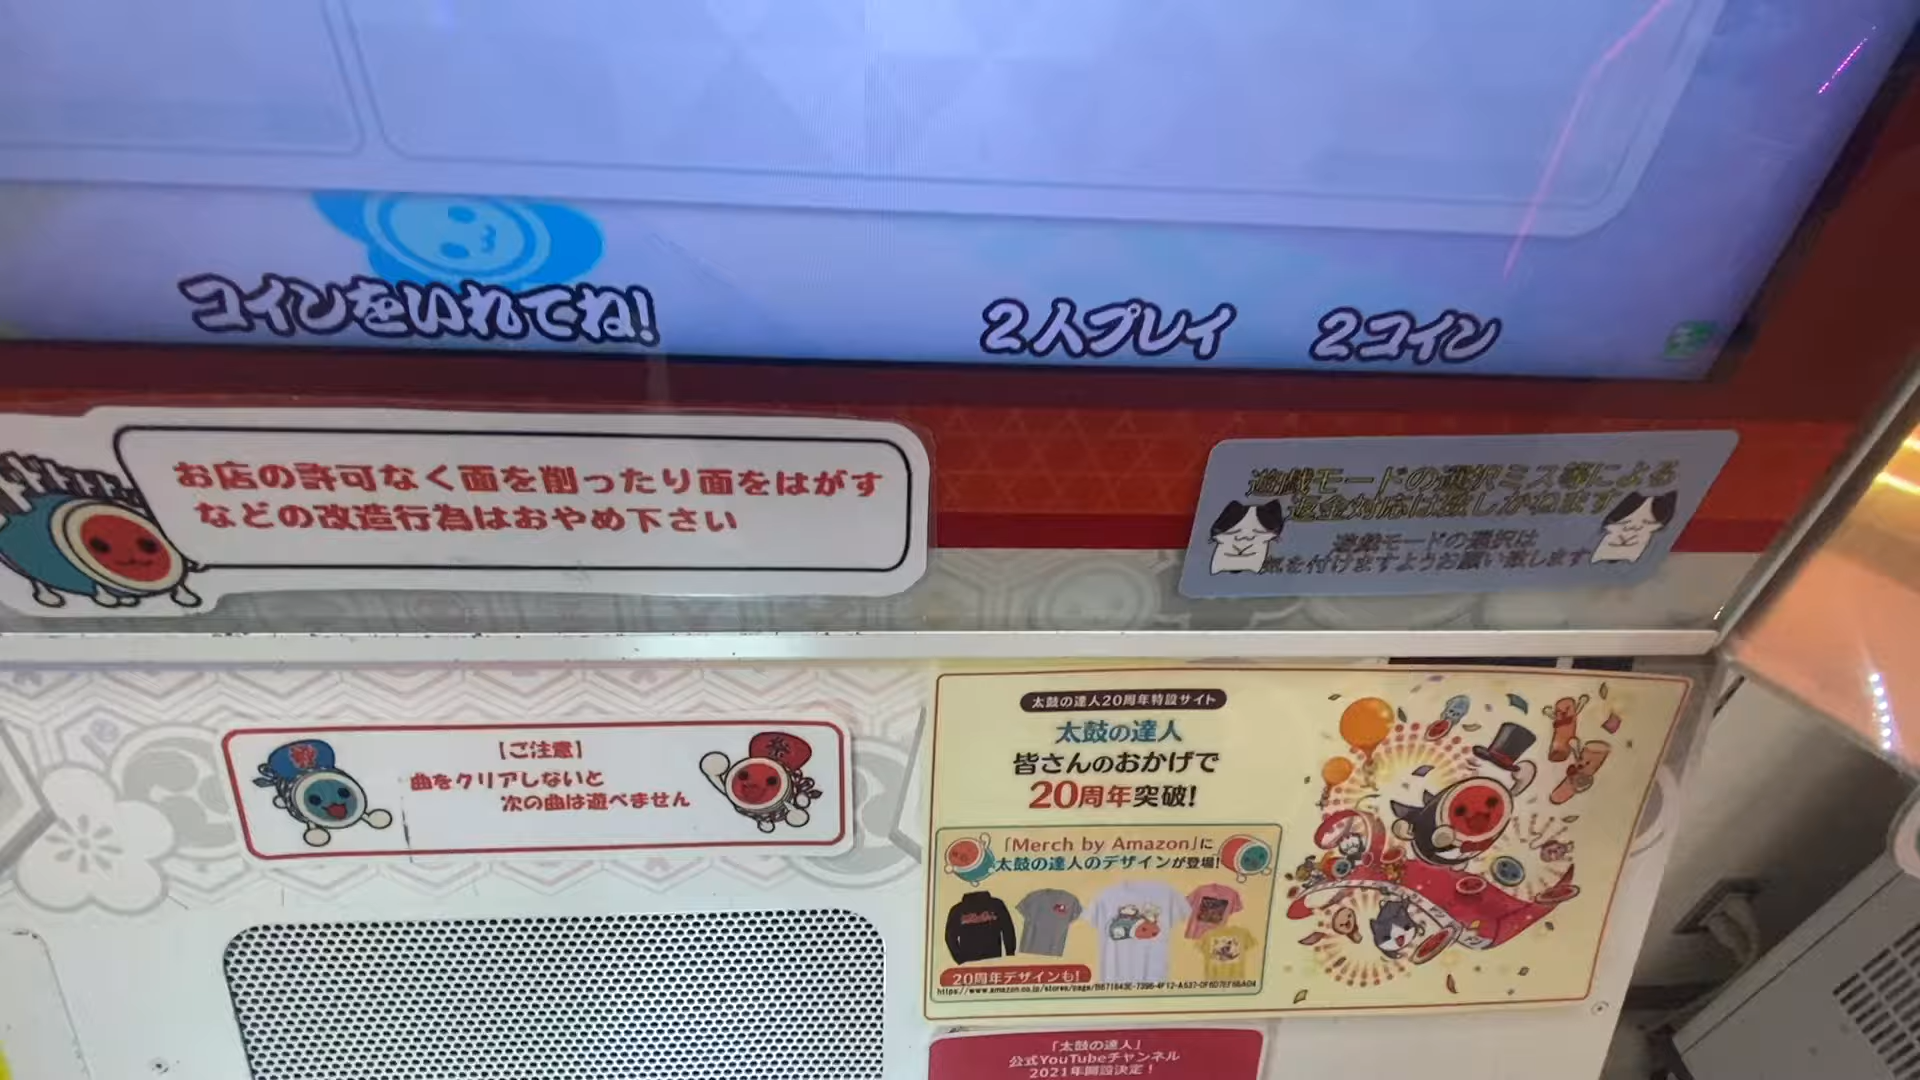 コインをいれてね!
2人プレイ 2コイン
お店の許可なく面を削ったり面をはがす
などの改造行為はおやめ下さい
遊戯モードの選択ミス等による
返金対応は致しかねます
遊戯モードの選択は
気を付けますようお願い致します
【ご注意】
曲をクリアしないと
次の曲は遊べません
太鼓の達人20周年特設サイト
太鼓の達人
皆さんのおかげで
20周年突破!
「Merch by Amazon」に
太鼓の達人のデザインが登場!
20周年デザインも!
「太鼓の達人」
公式YouTubeチャンネル
2021年開設決定!